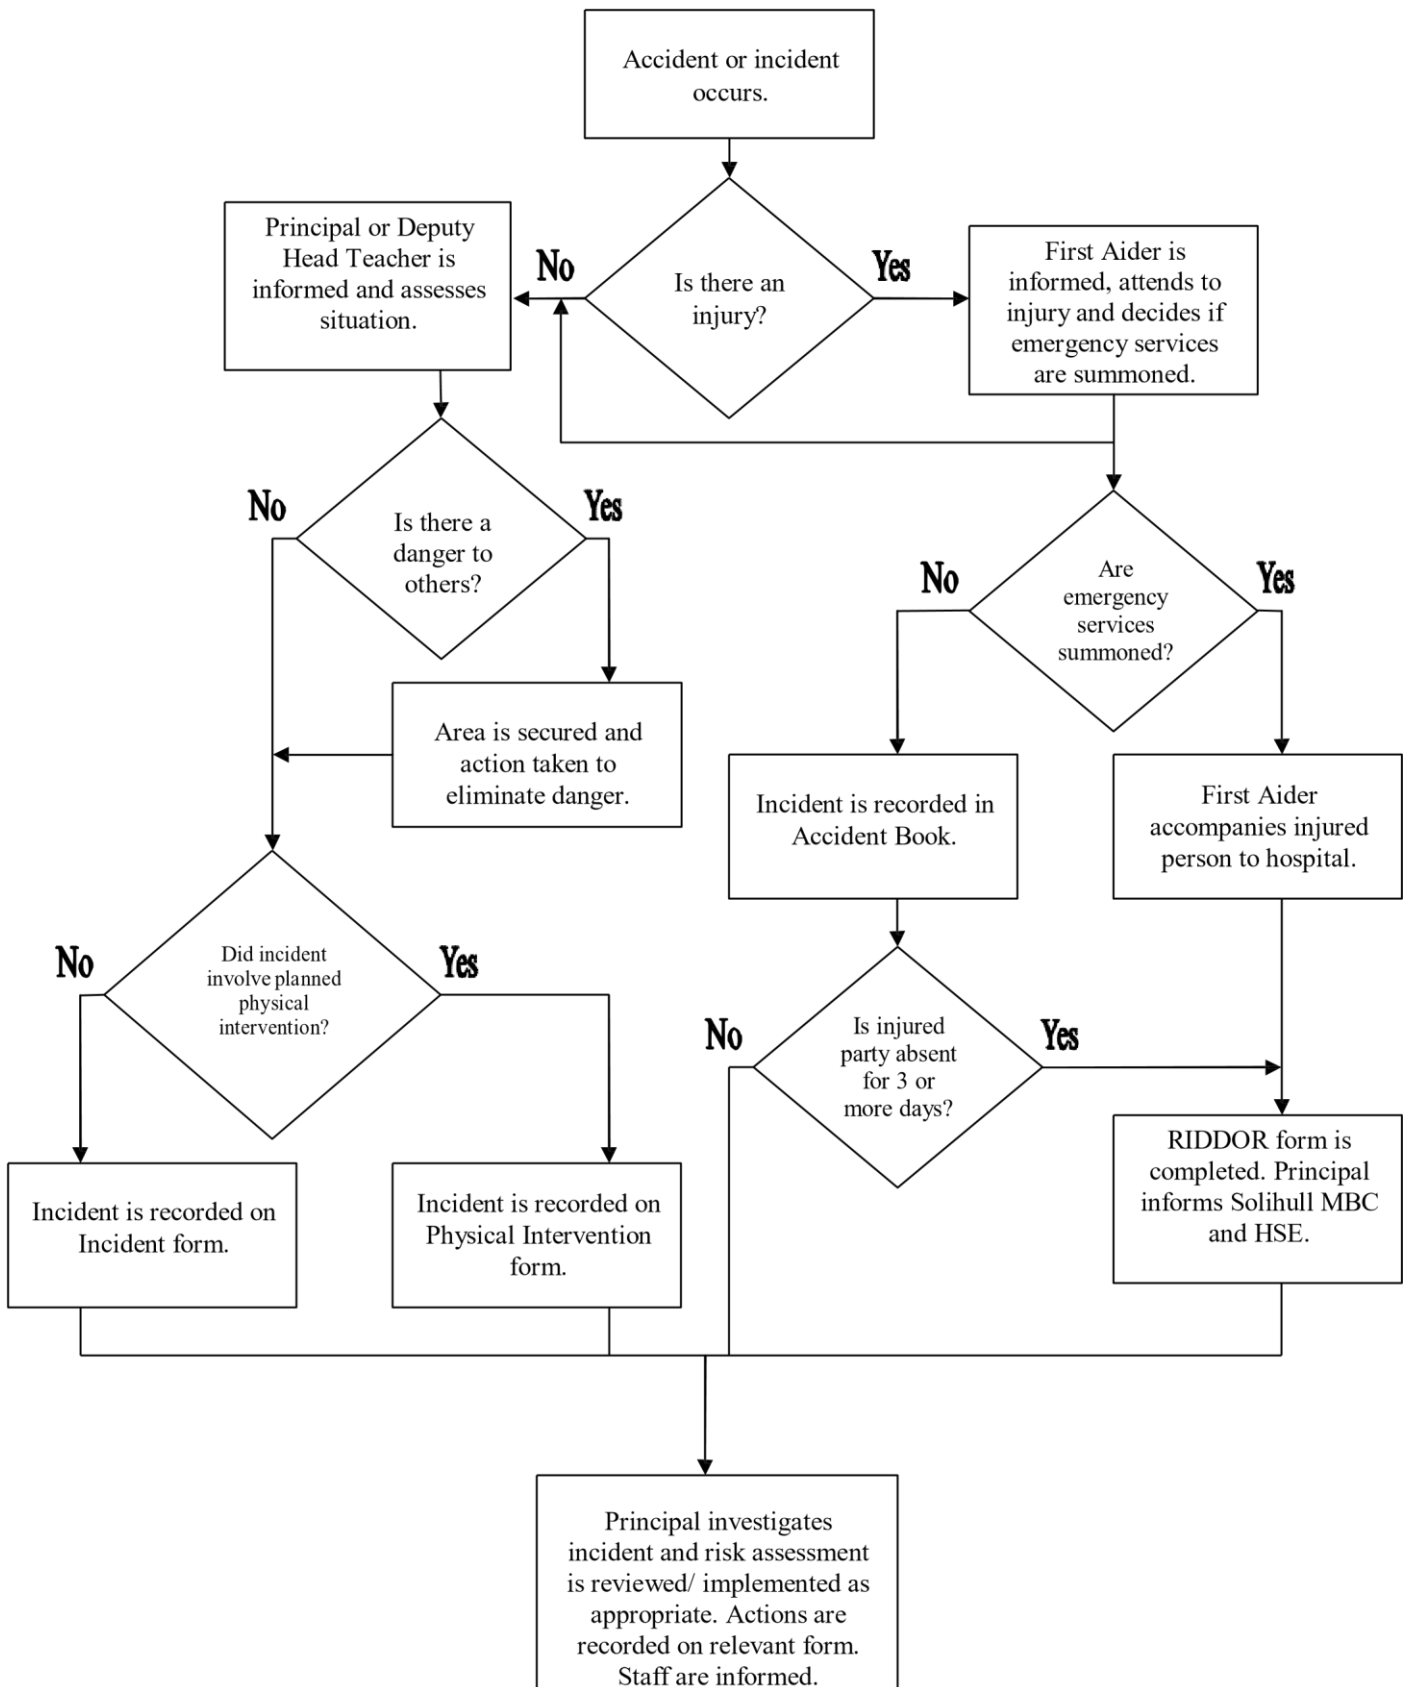 Accident or incident
occurs.
Is there an
injury?
No
Yes
Principal or Deputy
Head Teacher is
informed and assesses
situation.
First Aider is
informed, attends to
injury and decides if
emergency services
are summoned.
Is there a
danger to
others?
No
Yes
Are
emergency
services
summoned?
No
Yes
Area is secured and
action taken to
eliminate danger.
Incident is recorded in
Accident Book.
First Aider
accompanies injured
person to hospital.
Did incident
involve planned
physical
intervention?
No
Yes
Is injured
party absent
for 3 or
more days?
No
Yes
Incident is recorded on
Incident form.
Incident is recorded on
Physical Intervention
form.
RIDDOR form is
completed. Principal
informs Solihull MBC
and HSE.
Principal investigates
incident and risk assessment
is reviewed/ implemented as
appropriate. Actions are
recorded on relevant form.
Staff are informed.